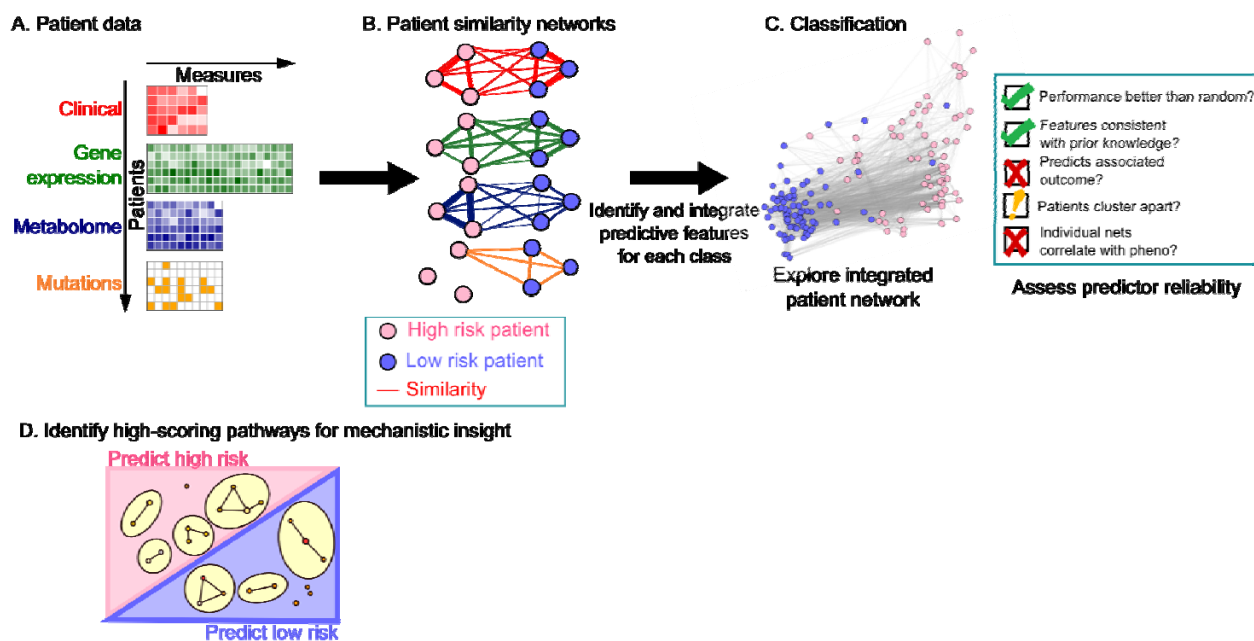 A. Patient data
Measures
Patients
Clinical
Gene
expression
Metabolome
Mutations
B. Patient similarity networks
High risk patient
Low risk patient
Similarity
Identify and integrate
predictive features
for each class
C. Classification
Explore integrated
patient network
Performance better than random?
Features consistent
with prior knowledge?
Predicts associated
outcome?
Patients cluster apart?
Individual nets
correlate with pheno?
Assess predictor reliability
D. Identify high-scoring pathways for mechanistic insight
Predict high risk
Predict low risk